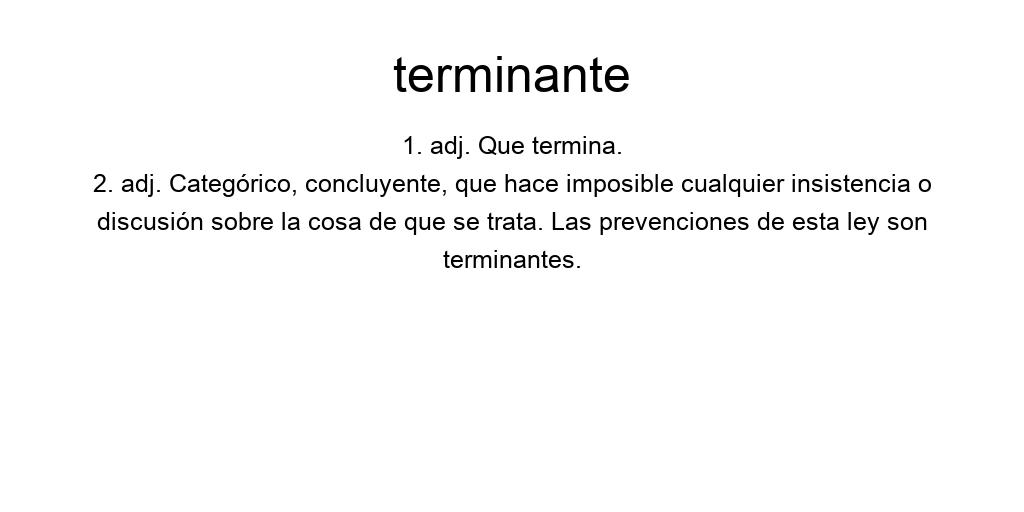 terminante
1. adj. Que termina.
2. adj. Categórico, concluyente, que hace imposible cualquier insistencia o
discusión sobre la cosa de que se trata. Las prevenciones de esta ley son
terminantes.